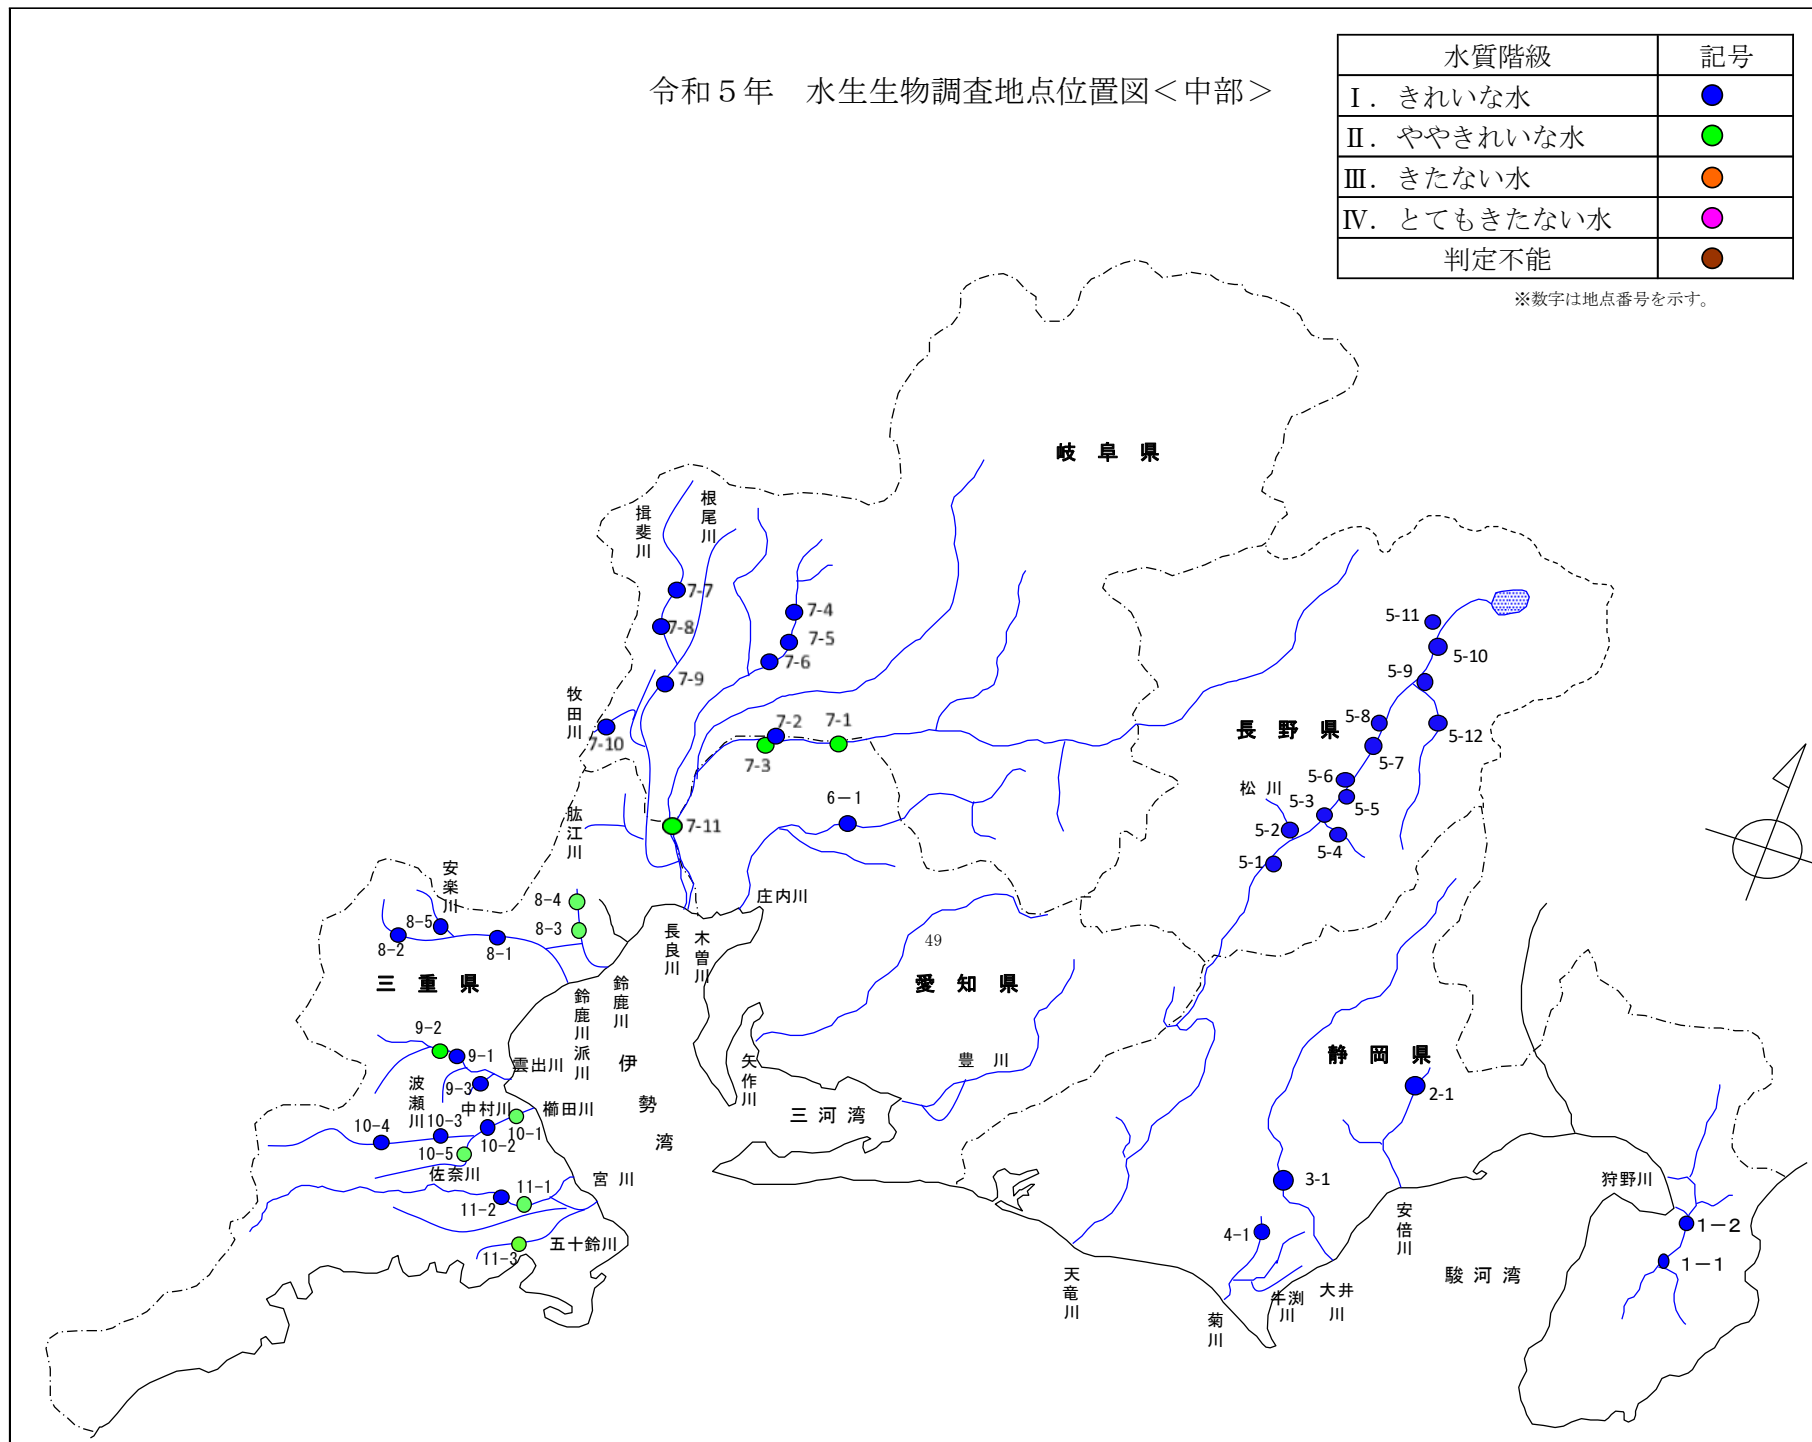 令和５年　水生生物調査地点位置図＜中部＞
水質階級　記号
Ⅰ．きれいな水
Ⅱ．ややきれいな水
Ⅲ．きたない水
Ⅳ．とてもきたない水
判定不能
※数字は地点番号を示す。
岐阜県
揖斐川
根尾川
7-7
7-8
7-4
7-5
7-6
7-9
牧田川
7-10
7-2
7-1
7-3
7-11
6－1
肱江川
5-11
5-10
5-9
長野県
5-8
5-12
5-7
5-6
松川
5-5
5-3
5-2
5-4
5-1
安楽川
8-4
8-5
8-3
8-2
8-1
庄内川
長良川
木曽川
49
三重県
愛知県
鈴鹿川
鈴鹿川派川
9-2
9-1
雲出川
伊勢湾
矢作川
豊川
静岡県
9-3
波瀬川
中村川
櫛田川
2-1
三河湾
10-4
10-3
10-2
10-1
10-5
佐奈川
宮川
11-1
11-2
3-1
狩野川
安倍川
1－2
五十鈴川
11-3
4-1
1－1
駿河湾
天竜川
菊川
牛渕川
大井川